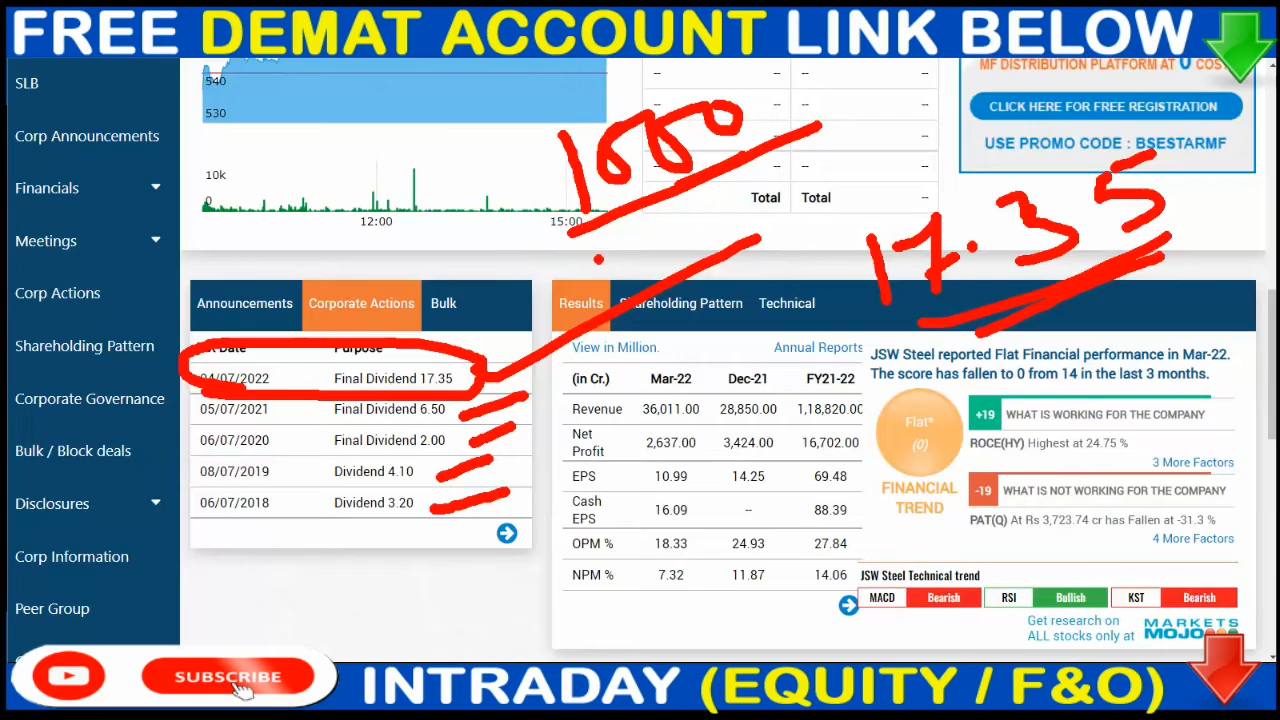 FREE DEMAT ACCOUNT LINK BELOW
SLB
Corp Announcements
Financials
Meetings
Corp Actions
Shareholding Pattern
Corporate Governance
Bulk / Block deals
Disclosures
Corp Information
Peer Group
540
530
10k
0
12:00
15:00
-- --
-- --
--
--
Total Total --
MF DISTRIBUTION PLATFORM AT 0 COST
CLICK HERE FOR FREE REGISTRATION
USE PROMO CODE : BSESTARMF
17.35
Announcements Corporate Actions Bulk
Date Purpose
04/07/2022 Final Dividend 17.35
05/07/2021 Final Dividend 6.50
06/07/2020 Final Dividend 2.00
08/07/2019 Dividend 4.10
06/07/2018 Dividend 3.20
Results Shareholding Pattern Technical
View in Million. Annual Reports
(in Cr.) Mar-22 Dec-21 FY21-22
Revenue 36,011.00 28,850.00 1,18,820.00
Net Profit 2,637.00 3,424.00 16,702.00
EPS 10.99 14.25 69.48
Cash EPS 16.09 -- 88.39
OPM % 18.33 24.93 27.84
NPM % 7.32 11.87 14.06
JSW Steel reported Flat Financial performance in Mar-22.
The score has fallen to 0 from 14 in the last 3 months.
Flat*
(0)
FINANCIAL
TREND
+19 WHAT IS WORKING FOR THE COMPANY
ROCE(HY) Highest at 24.75 %
3 More Factors
-19 WHAT IS NOT WORKING FOR THE COMPANY
PAT(Q) At Rs 3,723.74 cr has Fallen at -31.3 %
4 More Factors
JSW Steel Technical trend
MACD Bearish RSI Bullish KST Bearish
Get research on
ALL stocks only at
MARKETS
MOJO
SUBSCRIBE
INTRADAY (EQUITY / F&O)